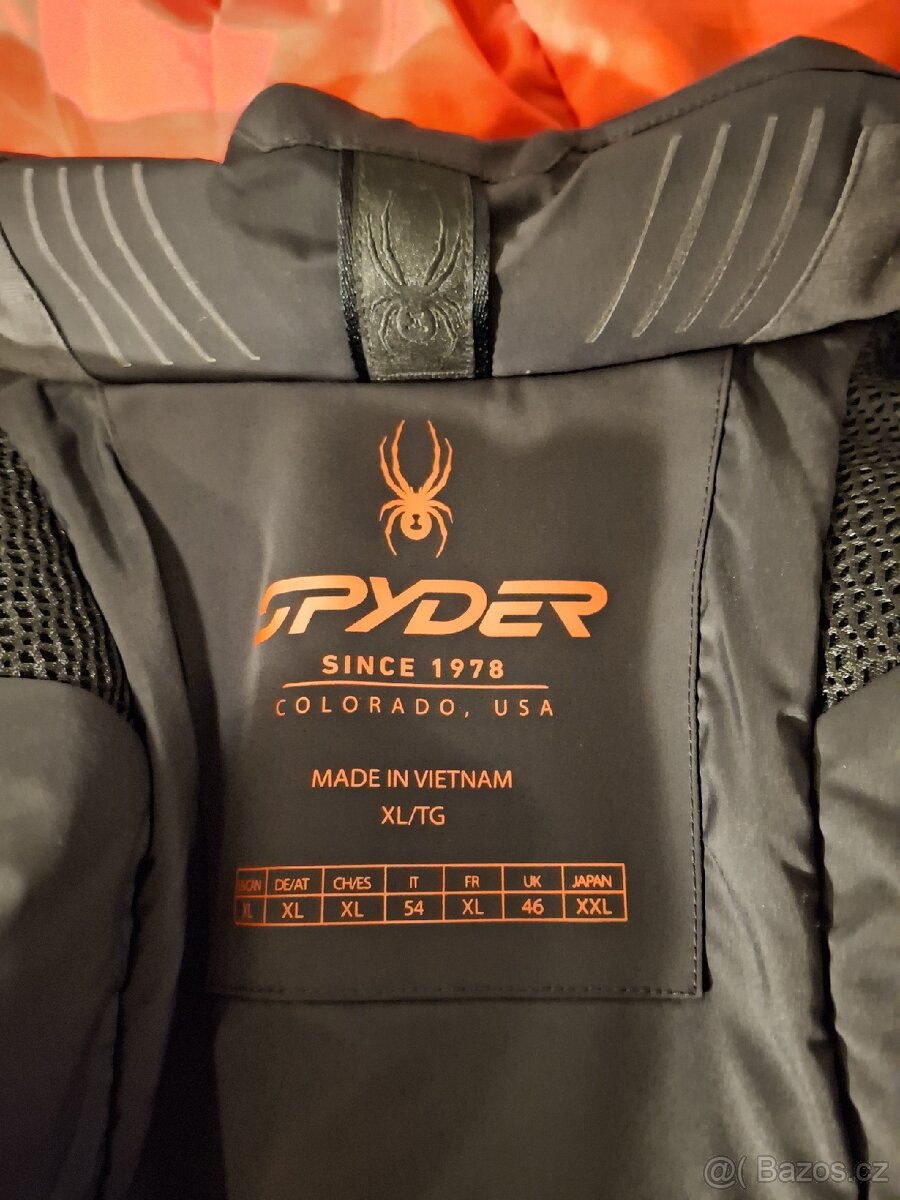 SPYDER
SINCE 1978
COLORADO, USA
MADE IN VIETNAM
XL/TG
DE/AT CH/ES IT FR UK JAPAN
XL XL XL 54 XL 46 XXL
@( Bazos.cz